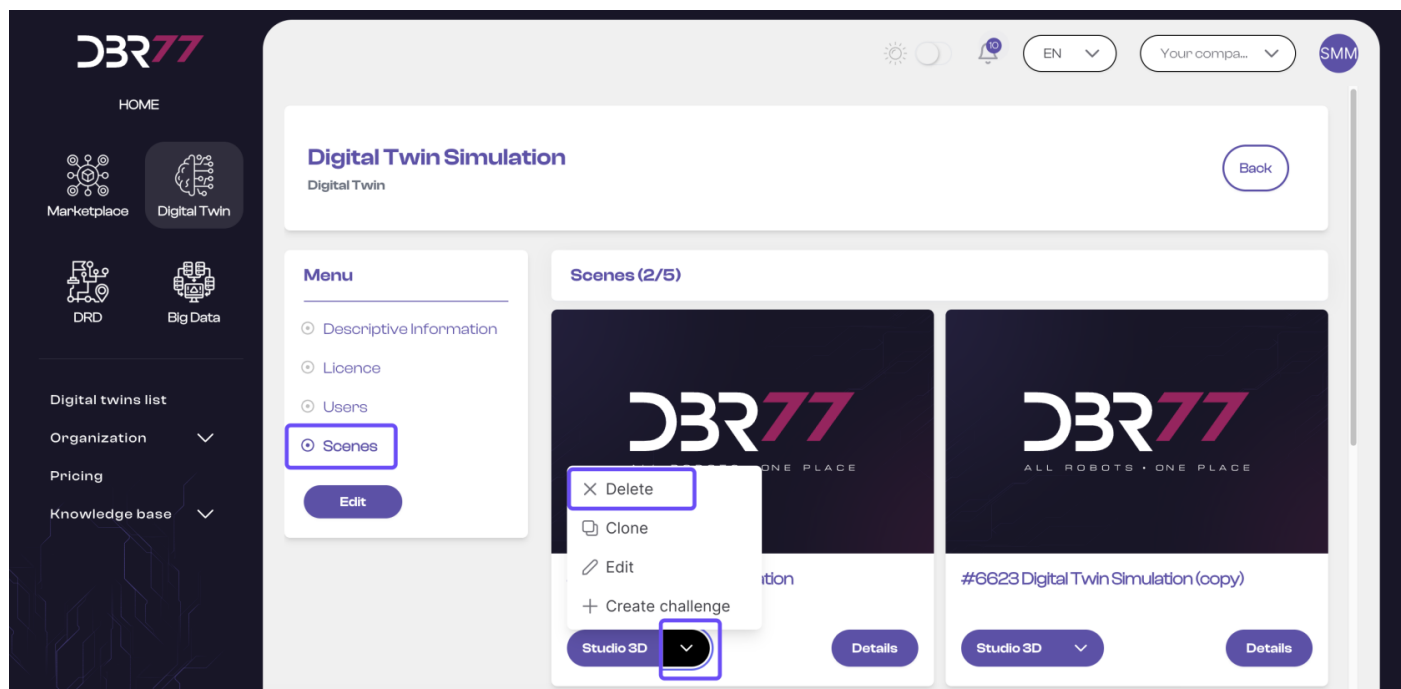 DBR77
HOME
Marketplace
Digital Twin
DRD
Big Data
Digital twins list
Organization
Pricing
Knowledge base
10
EN
Your compa...
SMM
Digital Twin Simulation
Digital Twin
Back
Menu
Descriptive Information
Licence
Users
Scenes
Edit
Scenes (2/5)
DBR77
ONE PLACE
Delete
Clone
Edit
Create challenge
Studio 3D
Details
DBR77
ALL ROBOTS • ONE PLACE
#6623 Digital Twin Simulation (copy)
Studio 3D
Details